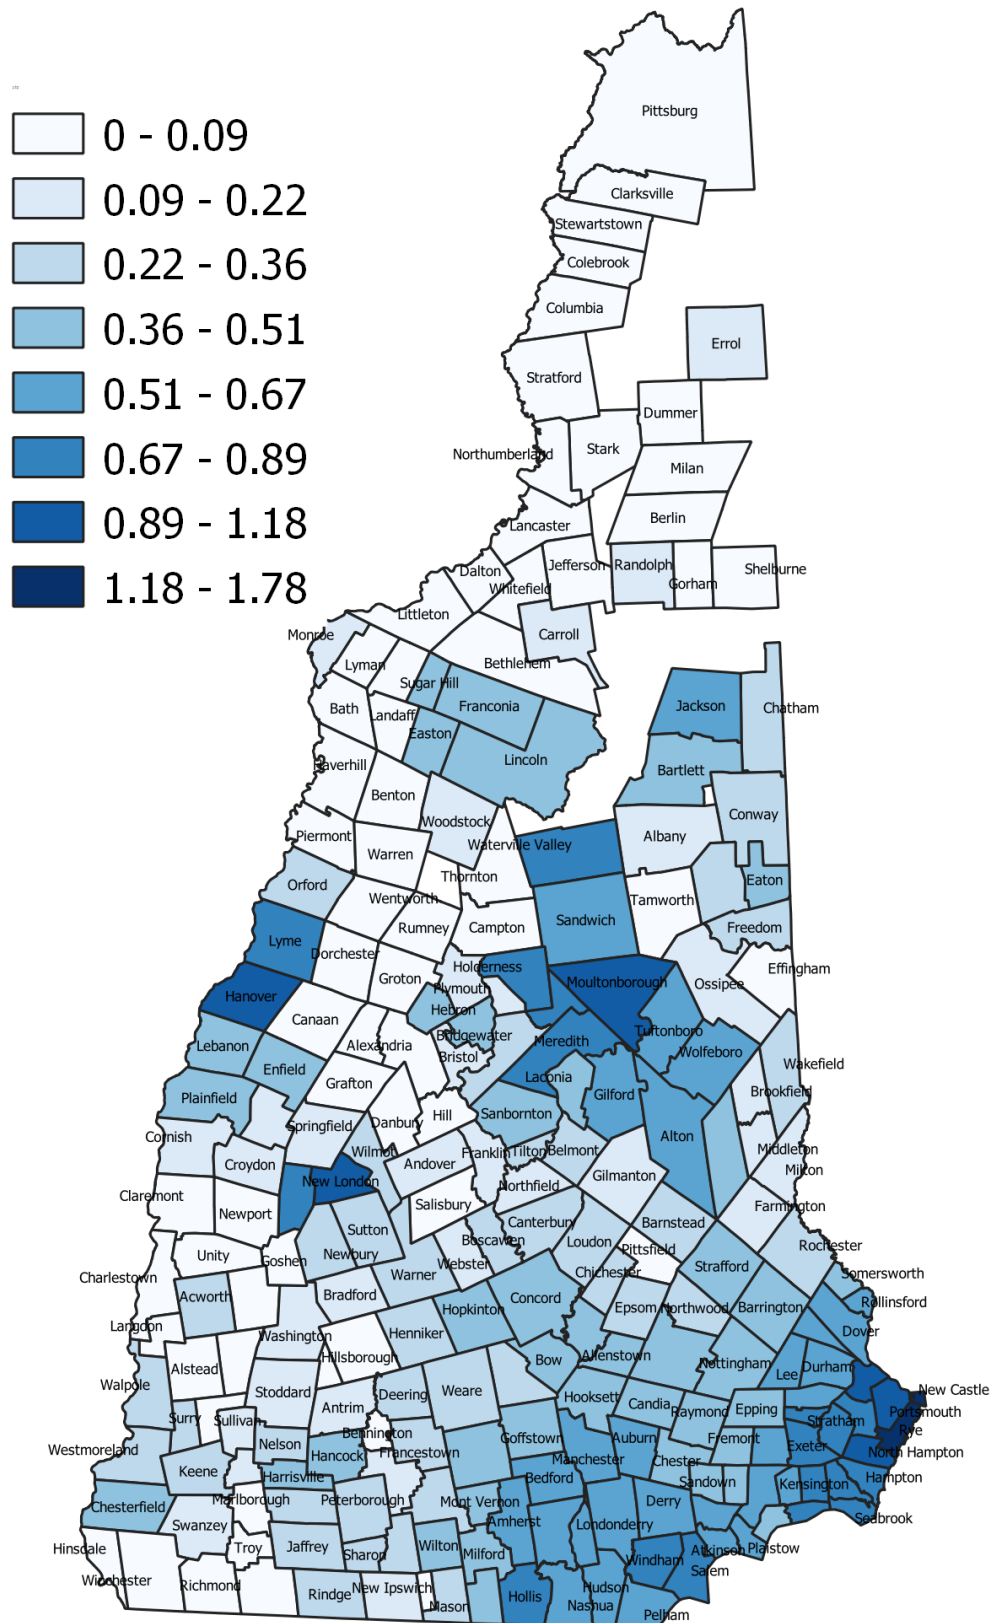 0 - 0.09
0.09 - 0.22
0.22 - 0.36
0.36 - 0.51
0.51 - 0.67
0.67 - 0.89
0.89 - 1.18
1.18 - 1.78
Pittsburg
Clarksville
Stewartstown
Colebrook
Columbia
Errol
Stratford
Dummer
Northumberland
Stark
Milan
Berlin
Lancaster
Jefferson
Randolph
Shelburne
Gorham
Dalton
Whitefield
Littleton
Monroe
Carroll
Lyman
Bethlehem
Sugar Hill
Franconia
Jackson
Chatham
Bath
Landaff
Easton
Lincoln
Haverhill
Bartlett
Benton
Woodstock
Conway
Piermont
Waterville Valley
Albany
Warren
Thornton
Orford
Eaton
Wentworth
Tamworth
Rumney
Campton
Sandwich
Freedom
Lyme
Dorchester
Holderness
Effingham
Groton
Plymouth
Moultonborough
Ossipee
Hanover
Hebron
Canaan
Bridgewater
Meredith
Tuftonboro
Lebanon
Alexandria
Bristol
Wolfeboro
Wakefield
Enfield
Grafton
Laconia
Brookfield
Plainfield
Gilford
Springfield
Danbury
Hill
Sanbornton
Cornish
Alton
Croydon
Wilmot
Andover
Franklin
Tilton
Belmont
Middleton
Milton
Claremont
New London
Northfield
Gilmanton
Newport
Salisbury
Farmington
Sutton
Canterbury
Barnstead
Unity
Goshen
Newbury
Boscawen
Loudon
Pittsfield
Rochester
Charlestown
Warner
Webster
Chichester
Strafford
Somersworth
Acworth
Bradford
Hopkinton
Concord
Epsom
Northwood
Barrington
Rollinsford
Langdon
Washington
Henniker
Dover
Hillsborough
Bow
Allenstown
Nottingham
Alstead
Lee
Durham
Walpole
Stoddard
Deering
Weare
Hooksett
New Castle
Surry
Sullivan
Antrim
Candia
Raymond
Epping
Stratham
Portsmouth
Bennington
Rye
Westmoreland
Nelson
Hancock
Francestown
Goffstown
Auburn
Fremont
Exeter
North Hampton
Keene
Harrisville
Bedford
Manchester
Chester
Sandown
Kensington
Hampton
Chesterfield
Marlborough
Peterborough
Mont Vernon
Derry
Swanzey
Amherst
Londonderry
Seabrook
Hinsdale
Troy
Jaffrey
Sharon
Wilton
Milford
Windham
Atkinson
Plaistow
Salem
Winchester
Richmond
Rindge
New Ipswich
Mason
Hollis
Hudson
Nashua
Pelham